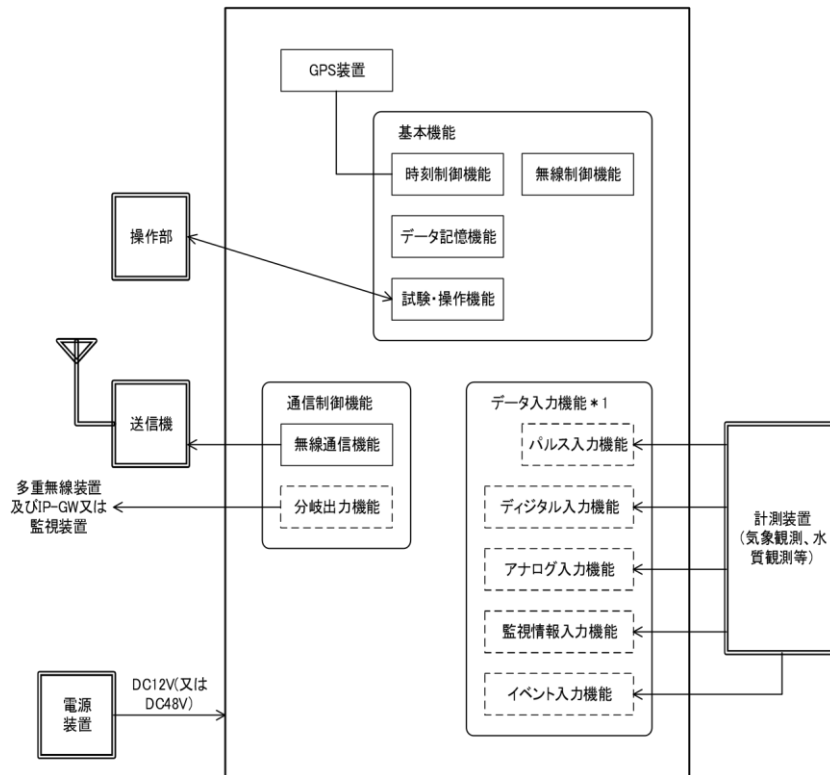 GPS装置
基本機能
時刻制御機能
無線制御機能
データ記憶機能
試験・操作機能
操作部
送信機
通信制御機能
無線通信機能
分岐出力機能
多重無線装置
及びIP-GW又は
監視装置
データ入力機能*1
パルス入力機能
ディジタル入力機能
アナログ入力機能
監視情報入力機能
イベント入力機能
計測装置
(気象観測、水
質観測等)
DC12V(又は
DC48V)
電源
装置